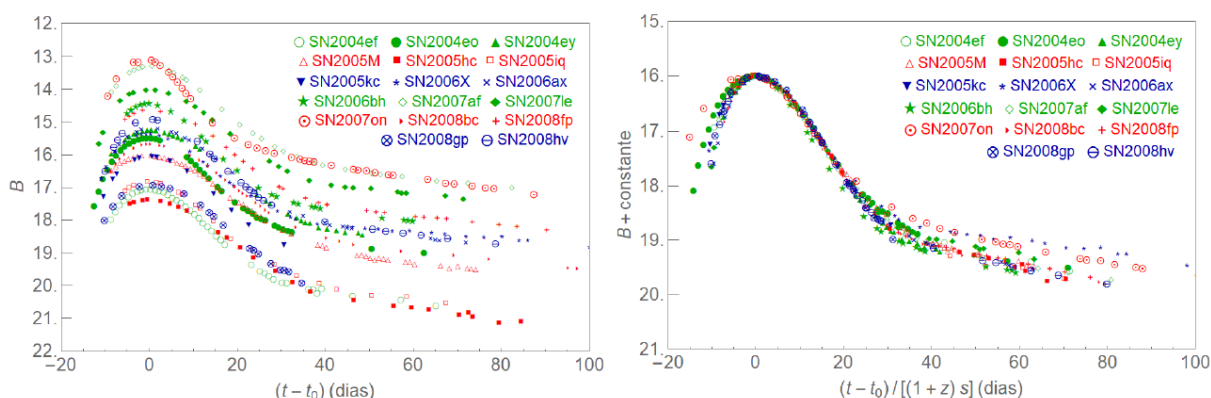 12.
13.
14.
15.
16.
17.
18.
19.
20.
21.
22.
B
−20 0 20 40 60 80 100
(t − t₀) (dias)
SN2004ef SN2004eo SN2004ey
SN2005M SN2005hc SN2005iq
SN2005kc SN2006X SN2006ax
SN2006bh SN2007af SN2007le
SN2007on SN2008bc SN2008fp
SN2008gp SN2008hv
16.
17.
18.
19.
20.
21.
B + constante
−20 0 20 40 60 80 100
(t − t₀) / [(1 + z) s] (dias)
SN2004ef SN2004eo SN2004ey
SN2005M SN2005hc SN2005iq
SN2005kc SN2006X SN2006ax
SN2006bh SN2007af SN2007le
SN2007on SN2008bc SN2008fp
SN2008gp SN2008hv